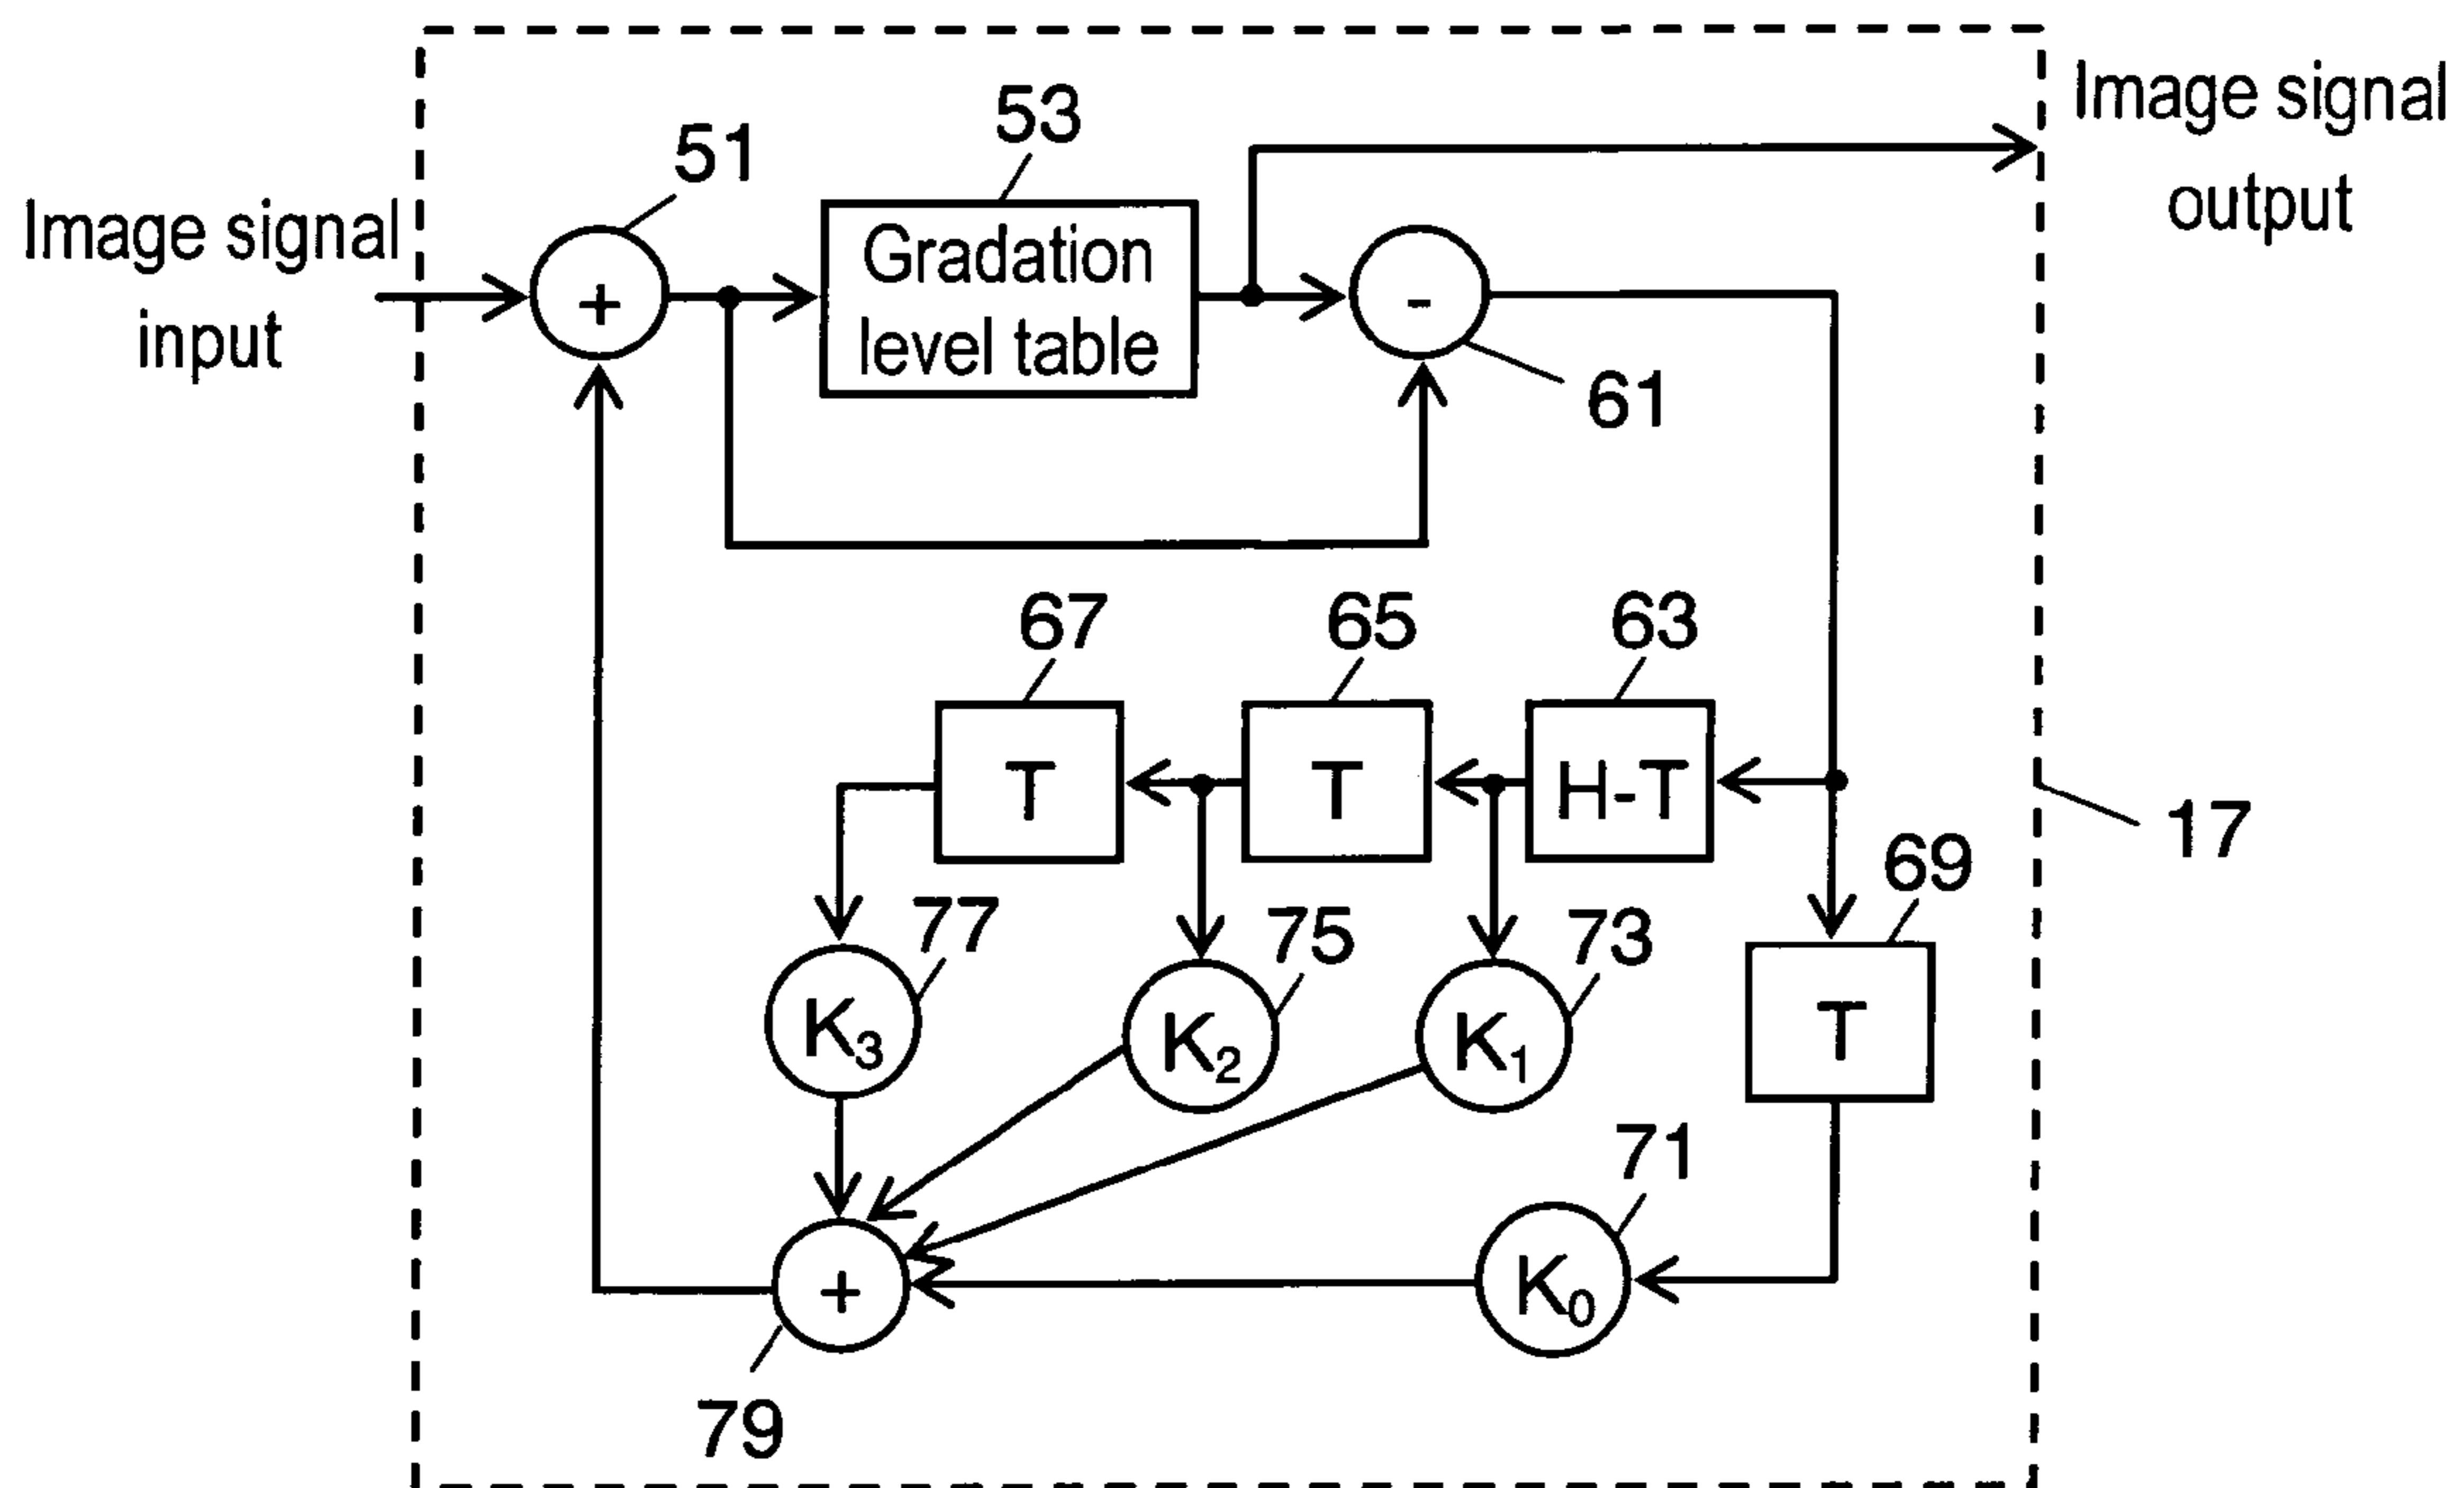 Image signal
output
53
51
Image signal
input
+
Gradation
level table
-
61
67
65
63
T
T
H-T
17
69
77
75
73
K3
K2
K1
T
71
+
K0
79